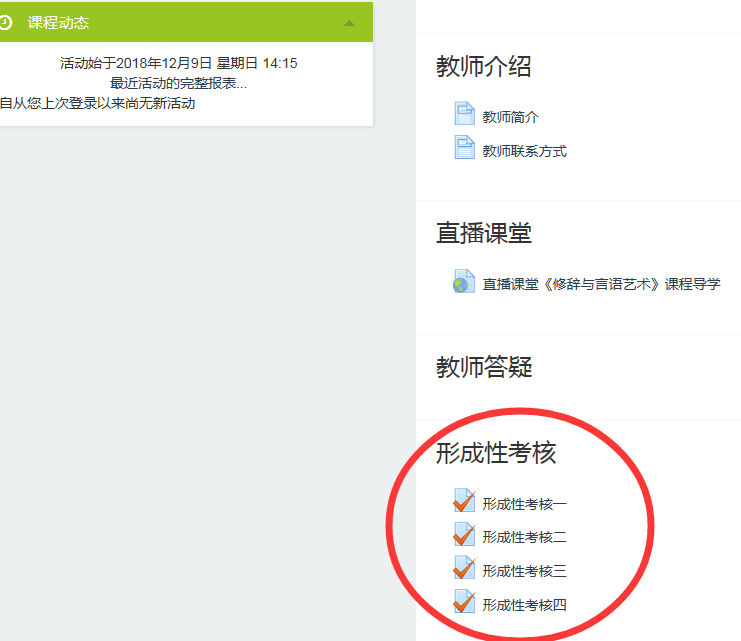 课程动态
活动始于2018年12月9日 星期日 14:15
最近活动的完整报表...
自从您上次登录以来尚无新活动
教师介绍
教师简介
教师联系方式
直播课堂
直播课堂《修辞与言语艺术》课程导学
教师答疑
形成性考核
形成性考核一
形成性考核二
形成性考核三
形成性考核四